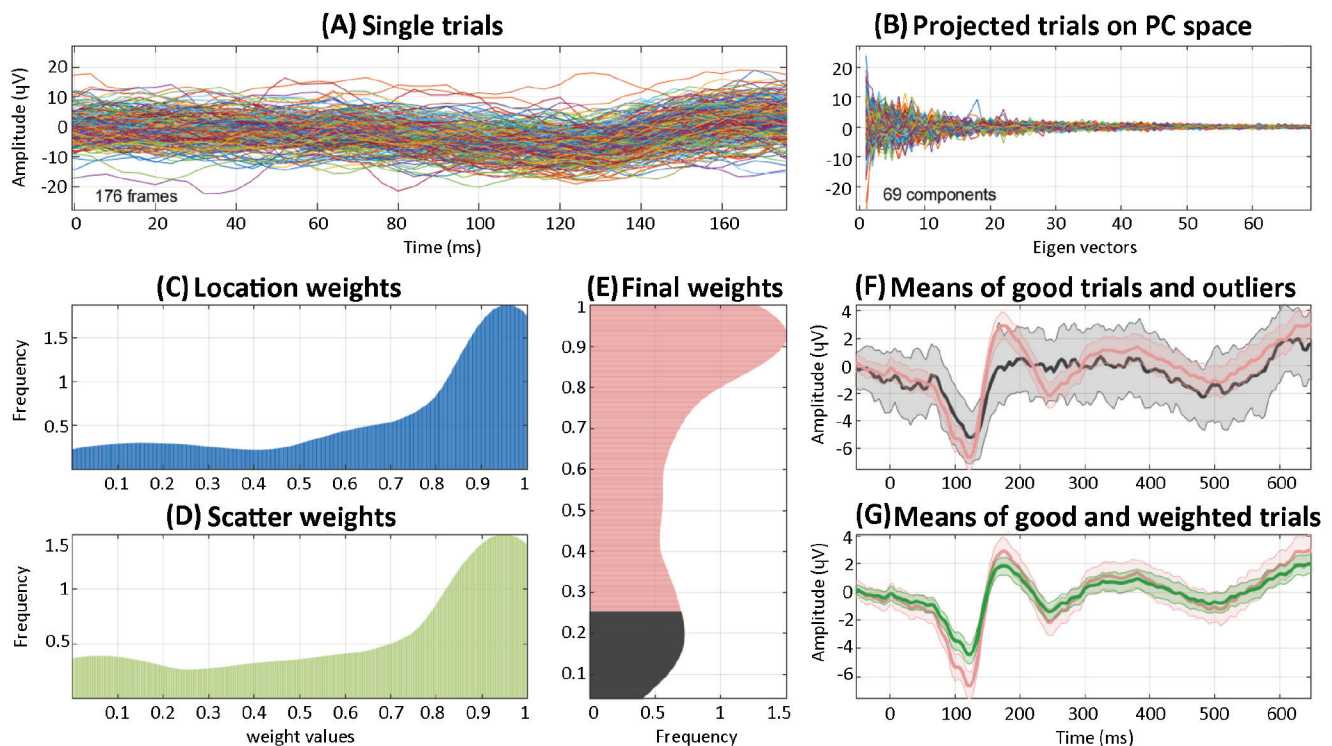 (A) Single trials
Amplitude (ųV)
20
10
0
-10
-20
176 frames
0 20 40 60 80 100 120 140 160
Time (ms)
(B) Projected trials on PC space
20
10
0
-10
-20
69 components
0 10 20 30 40 50 60
Eigen vectors
(C) Location weights
Frequency
1.5
1
0.5
0.1 0.2 0.3 0.4 0.5 0.6 0.7 0.8 0.9 1
(D) Scatter weights
Frequency
1.5
1
0.5
0.1 0.2 0.3 0.4 0.5 0.6 0.7 0.8 0.9 1
weight values
(E) Final weights
1
0.9
0.8
0.7
0.6
0.5
0.4
0.3
0.2
0.1
0 0.5 1 1.5
Frequency
(F) Means of good trials and outliers
Amplitude (ųV)
4
2
0
-2
-4
-6
0 100 200 300 400 500 600
(G) Means of good and weighted trials
Amplitude (ųV)
4
2
0
-2
-4
-6
0 100 200 300 400 500 600
Time (ms)